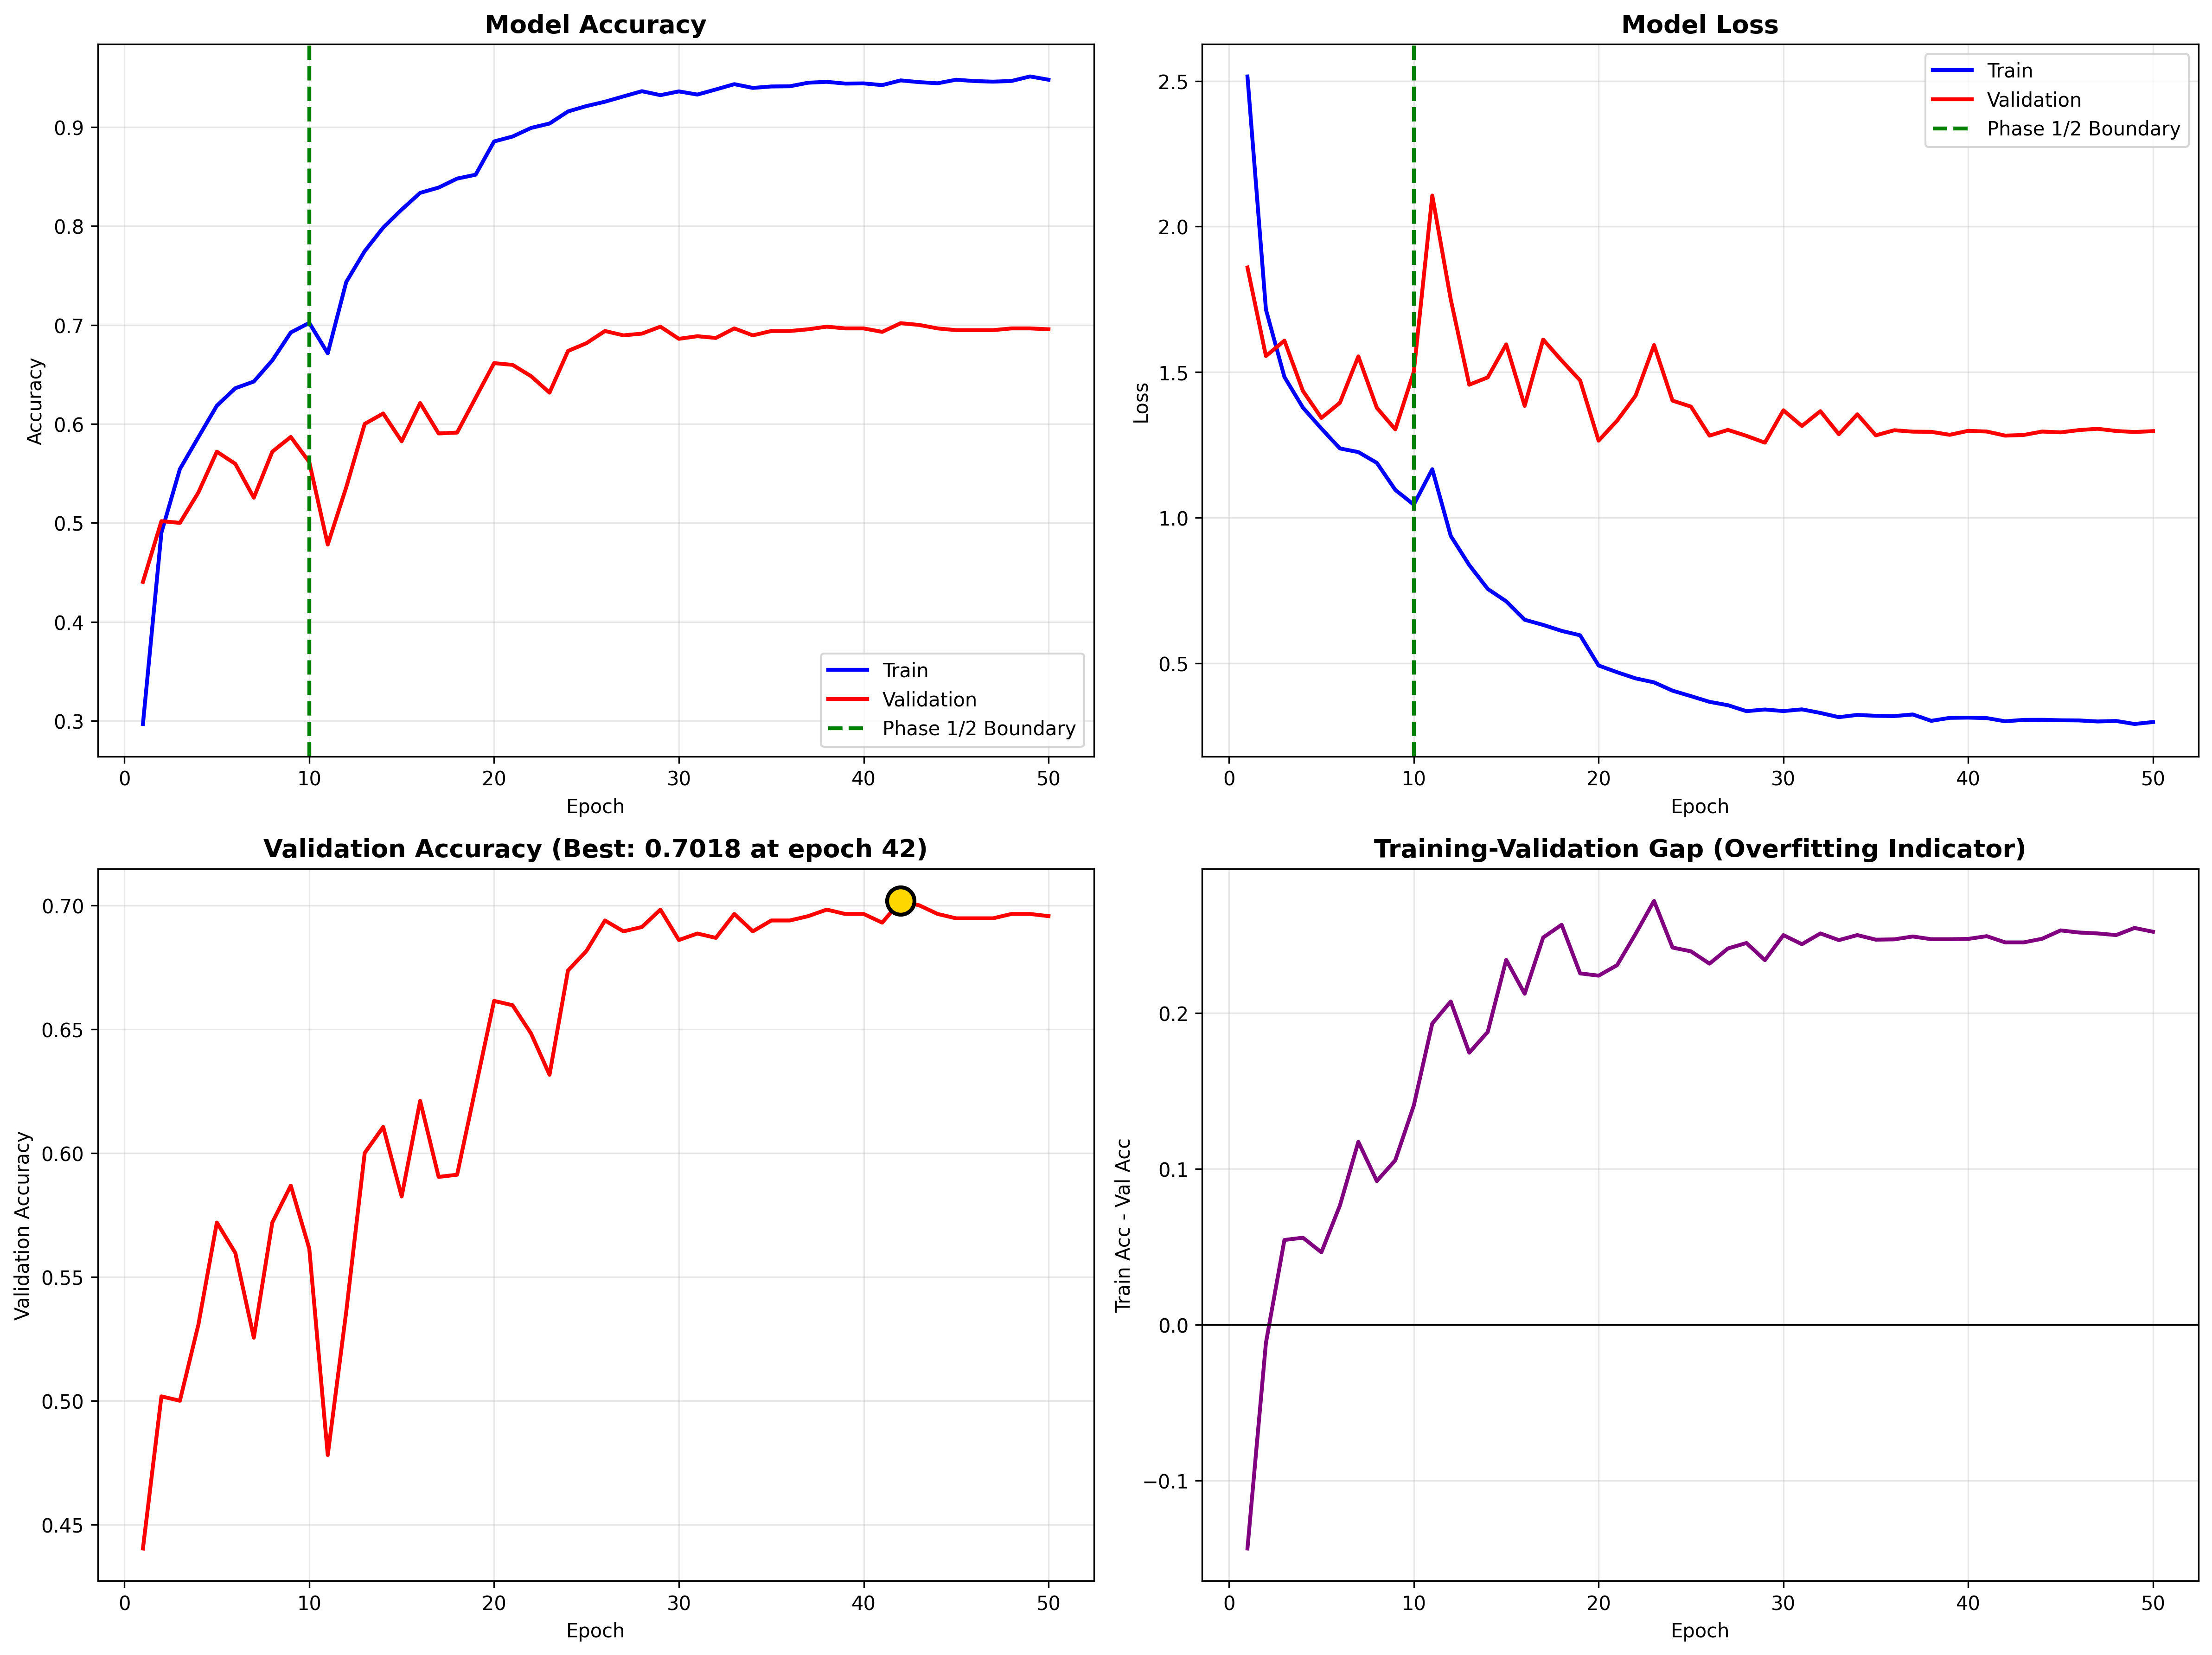 Model Accuracy
Accuracy
0.9
0.8
0.7
0.6
0.5
0.4
0.3
Train
Validation
Phase 1/2 Boundary
0 10 20 30 40 50
Epoch
Model Loss
Loss
2.5
2.0
1.5
1.0
0.5
Train
Validation
Phase 1/2 Boundary
0 10 20 30 40 50
Epoch
Validation Accuracy (Best: 0.7018 at epoch 42)
Validation Accuracy
0.70
0.65
0.60
0.55
0.50
0.45
0 10 20 30 40 50
Epoch
Training-Validation Gap (Overfitting Indicator)
Train Acc - Val Acc
0.2
0.1
0.0
−0.1
0 10 20 30 40 50
Epoch